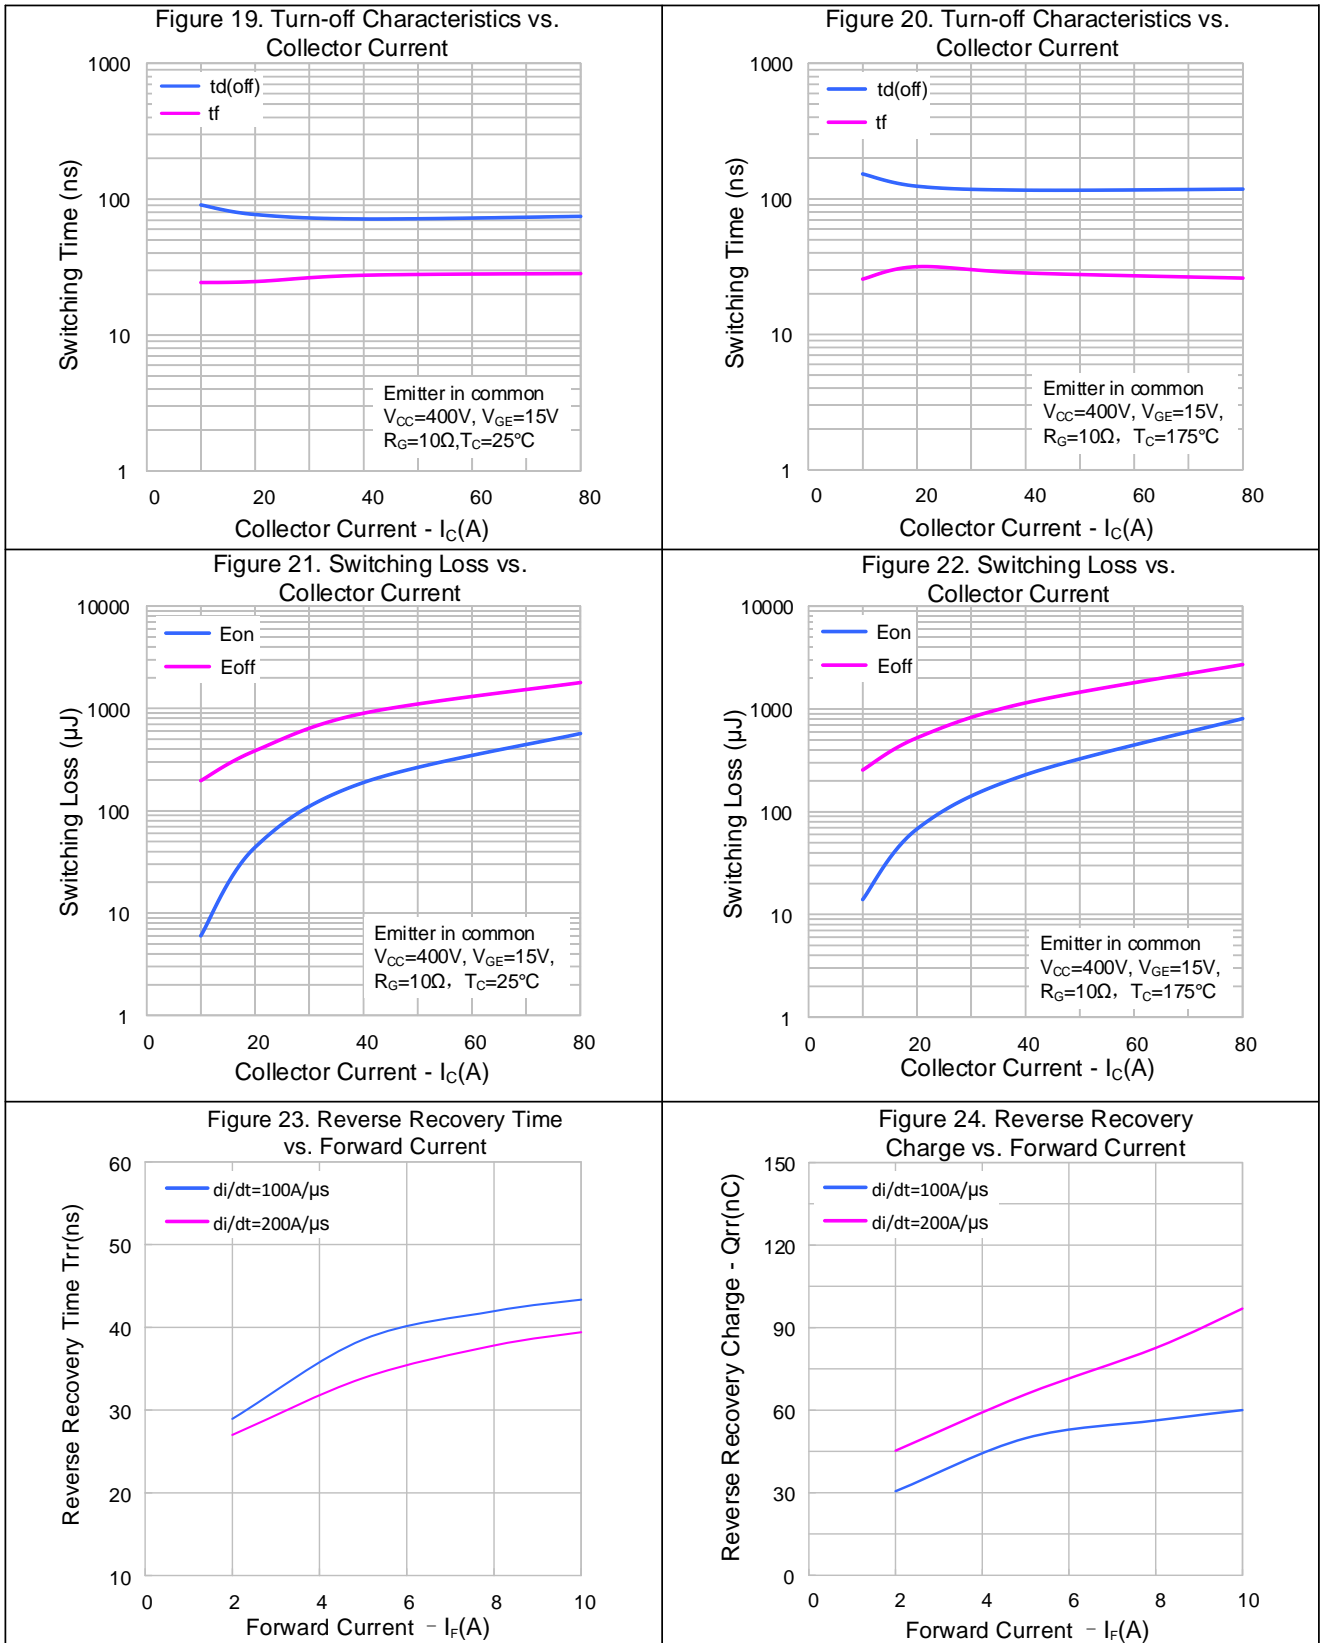 Figure 19. Turn-off Characteristics vs.
Collector Current
1000
100
10
1
td(off)
tf
Switching Time (ns)
Emitter in common
VCC=400V, VGE=15V
RG=10Ω,TC=25℃
0 20 40 60 80
Collector Current - IC(A)
Figure 20. Turn-off Characteristics vs.
Collector Current
1000
100
10
1
td(off)
tf
Switching Time (ns)
Emitter in common
VCC=400V, VGE=15V,
RG=10Ω, TC=175℃
0 20 40 60 80
Collector Current - IC(A)
Figure 21. Switching Loss vs.
Collector Current
10000
1000
100
10
1
Eon
Eoff
Switching Loss (µJ)
Emitter in common
VCC=400V, VGE=15V,
RG=10Ω, TC=25℃
0 20 40 60 80
Collector Current - IC(A)
Figure 22. Switching Loss vs.
Collector Current
10000
1000
100
10
1
Eon
Eoff
Switching Loss (µJ)
Emitter in common
VCC=400V, VGE=15V,
RG=10Ω, TC=175℃
0 20 40 60 80
Collector Current - IC(A)
Figure 23. Reverse Recovery Time
vs. Forward Current
60
50
40
30
20
10
di/dt=100A/µs
di/dt=200A/µs
Reverse Recovery Time Trr(ns)
0 2 4 6 8 10
Forward Current - IF(A)
Figure 24. Reverse Recovery
Charge vs. Forward Current
150
120
90
60
30
0
di/dt=100A/µs
di/dt=200A/µs
Reverse Recovery Charge - Qrr(nC)
0 2 4 6 8 10
Forward Current - IF(A)